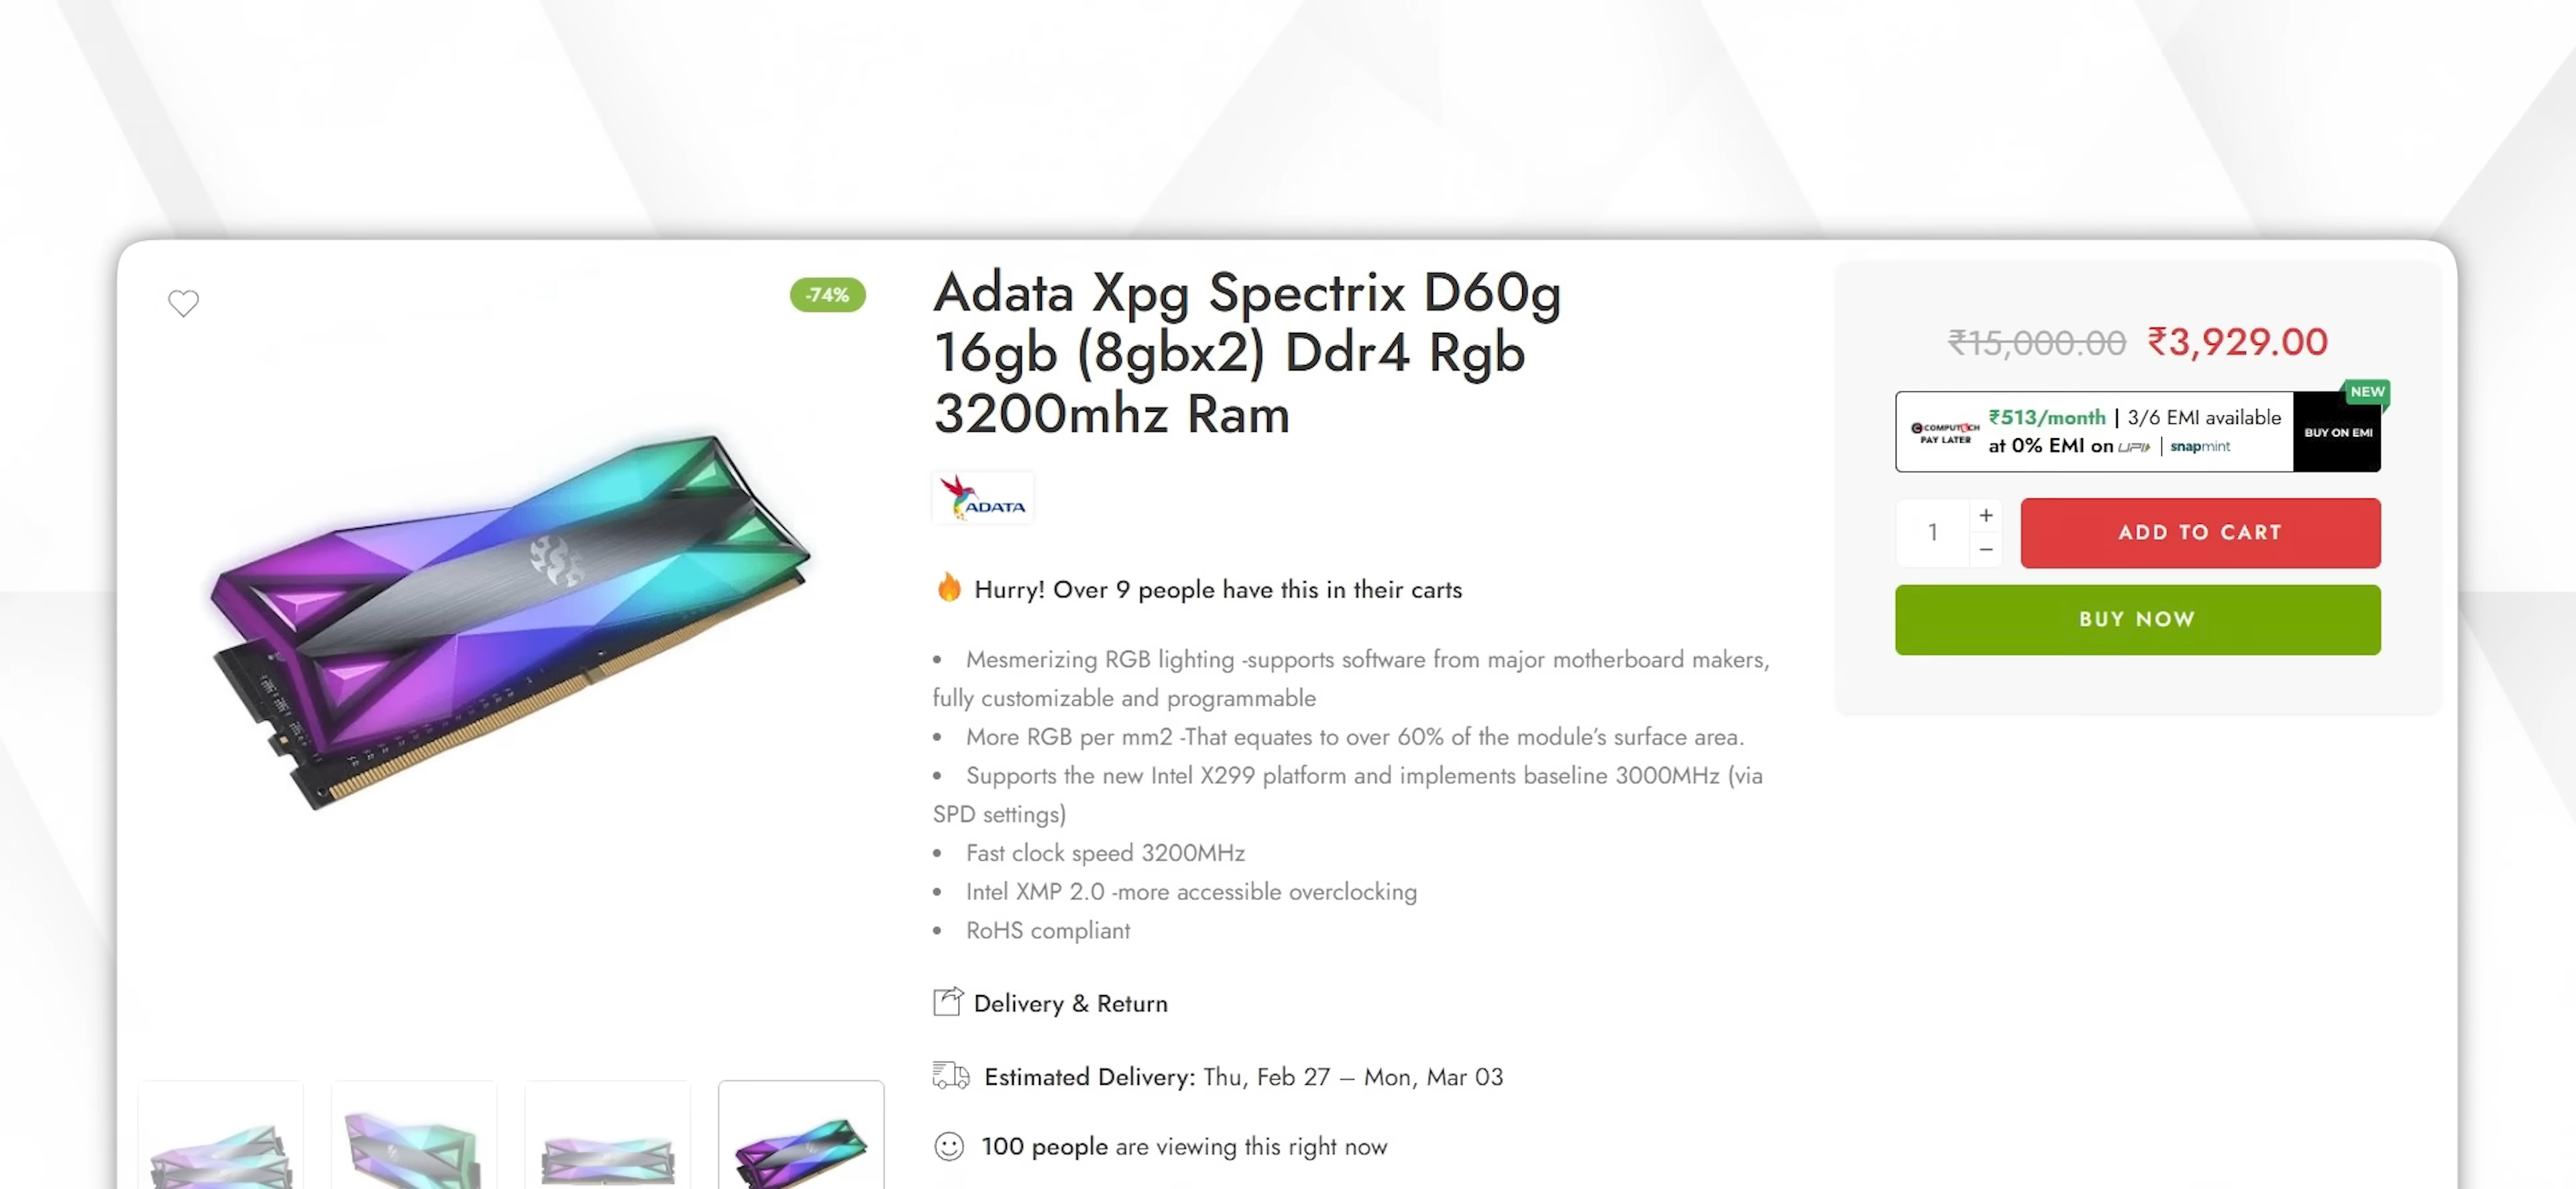 -74%
Adata Xpg Spectrix D60g
16gb (8gbx2) Ddr4 Rgb
3200mhz Ram
ADATA
Hurry! Over 9 people have this in their carts
• Mesmerizing RGB lighting -supports software from major motherboard makers,
fully customizable and programmable
• More RGB per mm2 -That equates to over 60% of the module’s surface area.
• Supports the new Intel X299 platform and implements baseline 3000MHz (via
SPD settings)
• Fast clock speed 3200MHz
• Intel XMP 2.0 -more accessible overclocking
• RoHS compliant
Delivery & Return
Estimated Delivery: Thu, Feb 27 – Mon, Mar 03
100 people are viewing this right now
₹15,000.00 ₹3,929.00
NEW
COMPUTECH
PAY LATER
₹513/month | 3/6 EMI available
at 0% EMI on UPI | snapmint
BUY ON EMI
1 + −
ADD TO CART
BUY NOW